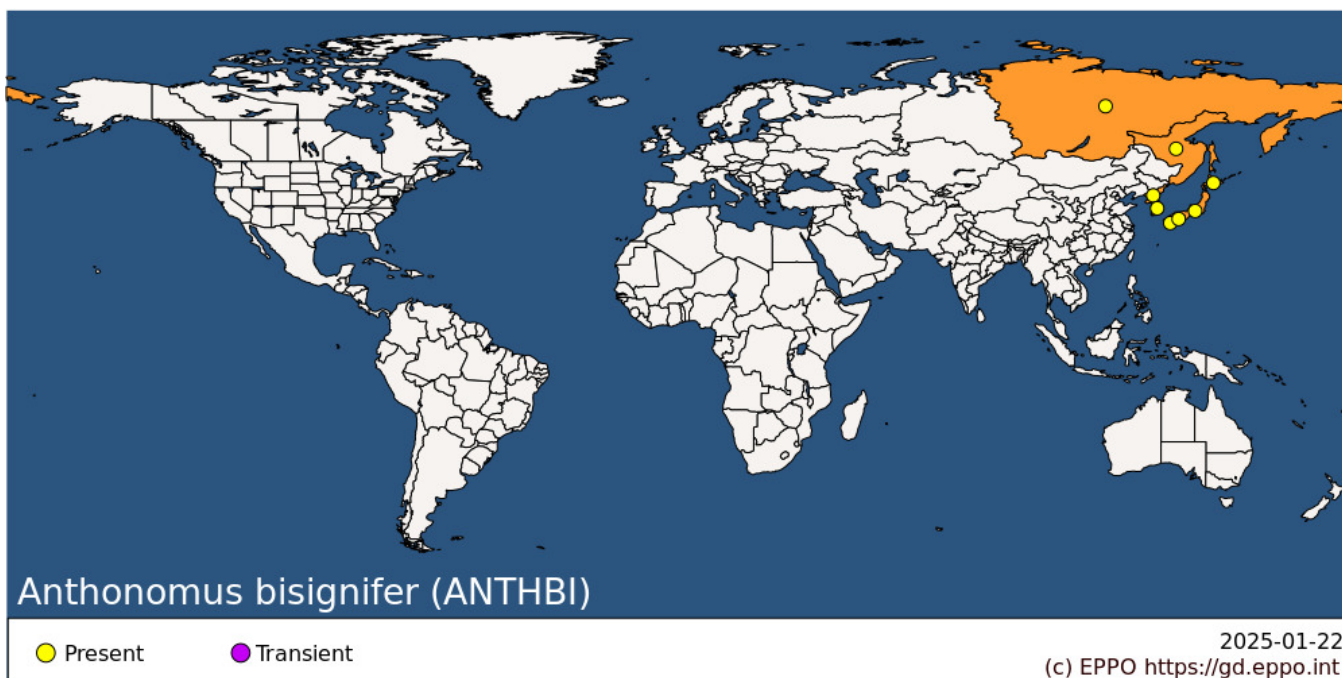 Anthonomus bisignifer (ANTHBI)
Present
Transient
2025-01-22
(c) EPPO https://gd.eppo.int